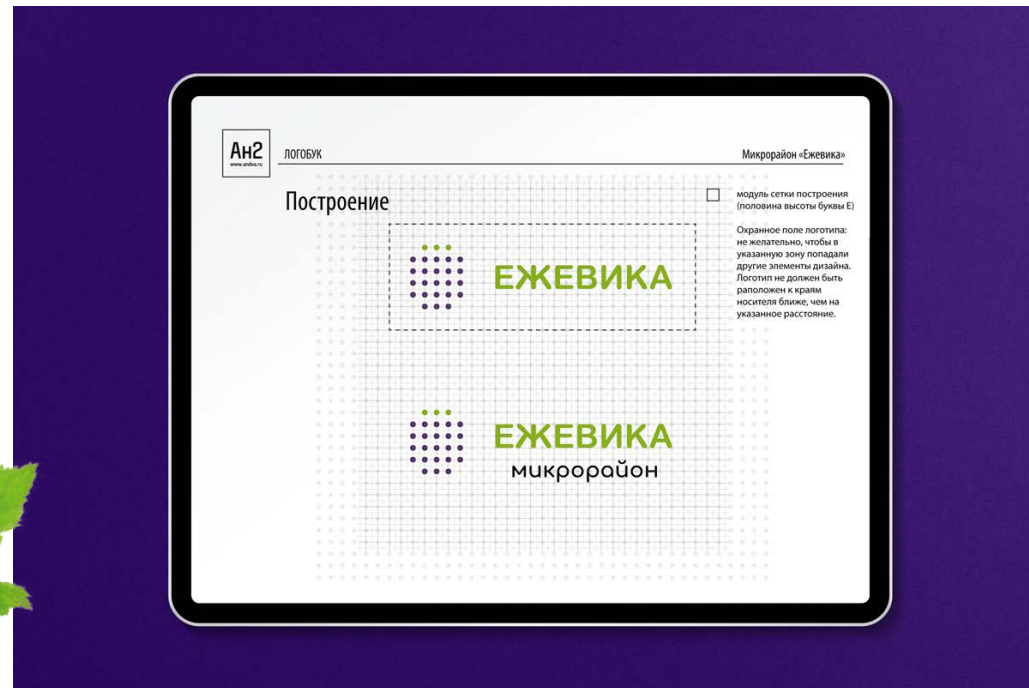 Ан2
www.andva.ru
ЛОГОБУК
Микрорайон «Ежевика»
Построение
модуль сетки построения
(половина высоты буквы Е)
Охранное поле логотипа:
не желательно, чтобы в
указанную зону попадали
другие элементы дизайна.
Логотип не должен быть
раположен к краям
носителя ближе, чем на
указанное расстояние.
ЕЖЕВИКА
ЕЖЕВИКА
микрорайон